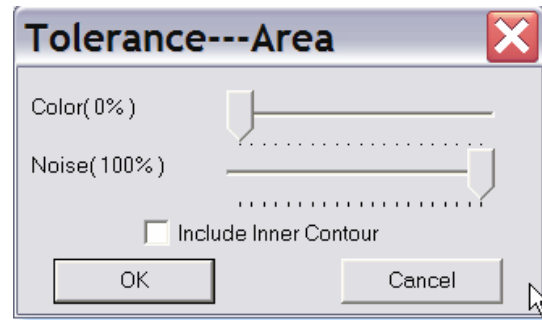 Tolerance---Area
Color( 0% )
Noise( 100% )
Include Inner Contour
OK Cancel